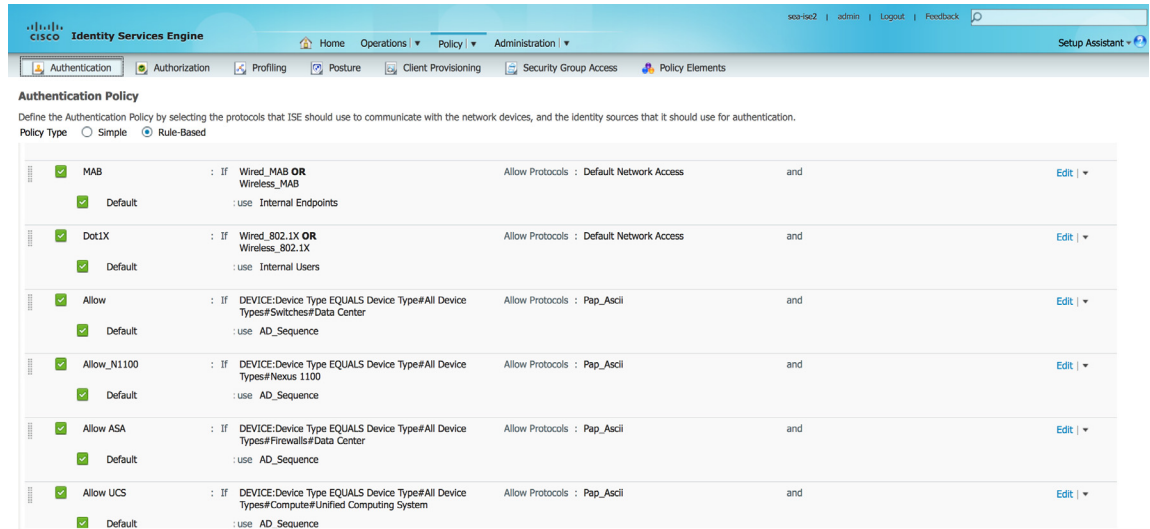 sea-ise2 | admin | Logout | Feedback
CISCO Identity Services Engine
Home Operations | Policy | Administration |
Setup Assistant
Authentication Authorization Profiling Posture Client Provisioning Security Group Access Policy Elements
Authentication Policy
Define the Authentication Policy by selecting the protocols that ISE should use to communicate with the network devices, and the identity sources that it should use for authentication.
Policy Type Simple Rule-Based
MAB : If Wired_MAB OR Allow Protocols : Default Network Access and Edit |
Wireless_MAB
Default : use Internal Endpoints
Dot1X : If Wired_802.1X OR Allow Protocols : Default Network Access and Edit |
Wireless_802.1X
Default : use Internal Users
Allow : If DEVICE:Device Type EQUALS Device Type#All Device Allow Protocols : Pap_Ascii and Edit |
Types#Switches#Data Center
Default : use AD_Sequence
Allow_N1100 : If DEVICE:Device Type EQUALS Device Type#All Device Allow Protocols : Pap_Ascii and Edit |
Types#Nexus 1100
Default : use AD_Sequence
Allow ASA : If DEVICE:Device Type EQUALS Device Type#All Device Allow Protocols : Pap_Ascii and Edit |
Types#Firewalls#Data Center
Default : use AD_Sequence
Allow UCS : If DEVICE:Device Type EQUALS Device Type#All Device Allow Protocols : Pap_Ascii and Edit |
Types#Compute#Unified Computing System
Default : use AD_Sequence